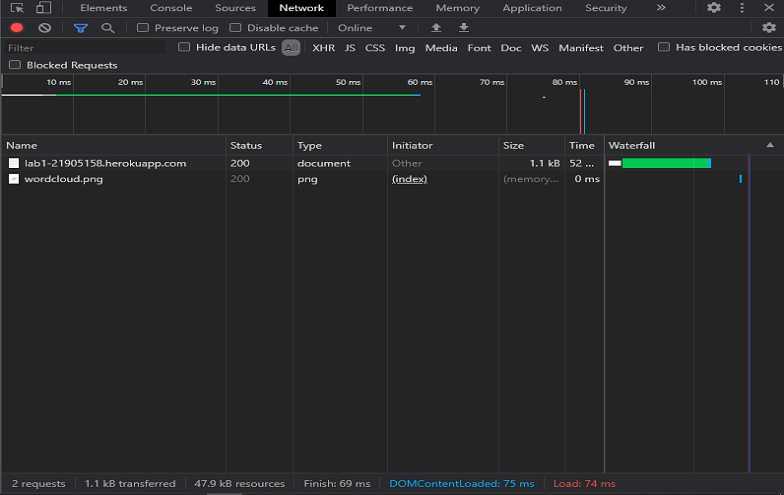 Elements Console Sources Network Performance Memory Application Security »
Preserve log Disable cache Online
Filter Hide data URLs All XHR JS CSS Img Media Font Doc WS Manifest Other Has blocked cookies
Blocked Requests
10 ms 20 ms 30 ms 40 ms 50 ms 60 ms 70 ms 80 ms 90 ms 100 ms 110
Name Status Type Initiator Size Time Waterfall
lab1-21905158.herokuapp.com 200 document Other 1.1 kB 52 ...
wordcloud.png 200 png (index) (memory... 0 ms
2 requests 1.1 kB transferred 47.9 kB resources Finish: 69 ms DOMContentLoaded: 75 ms Load: 74 ms